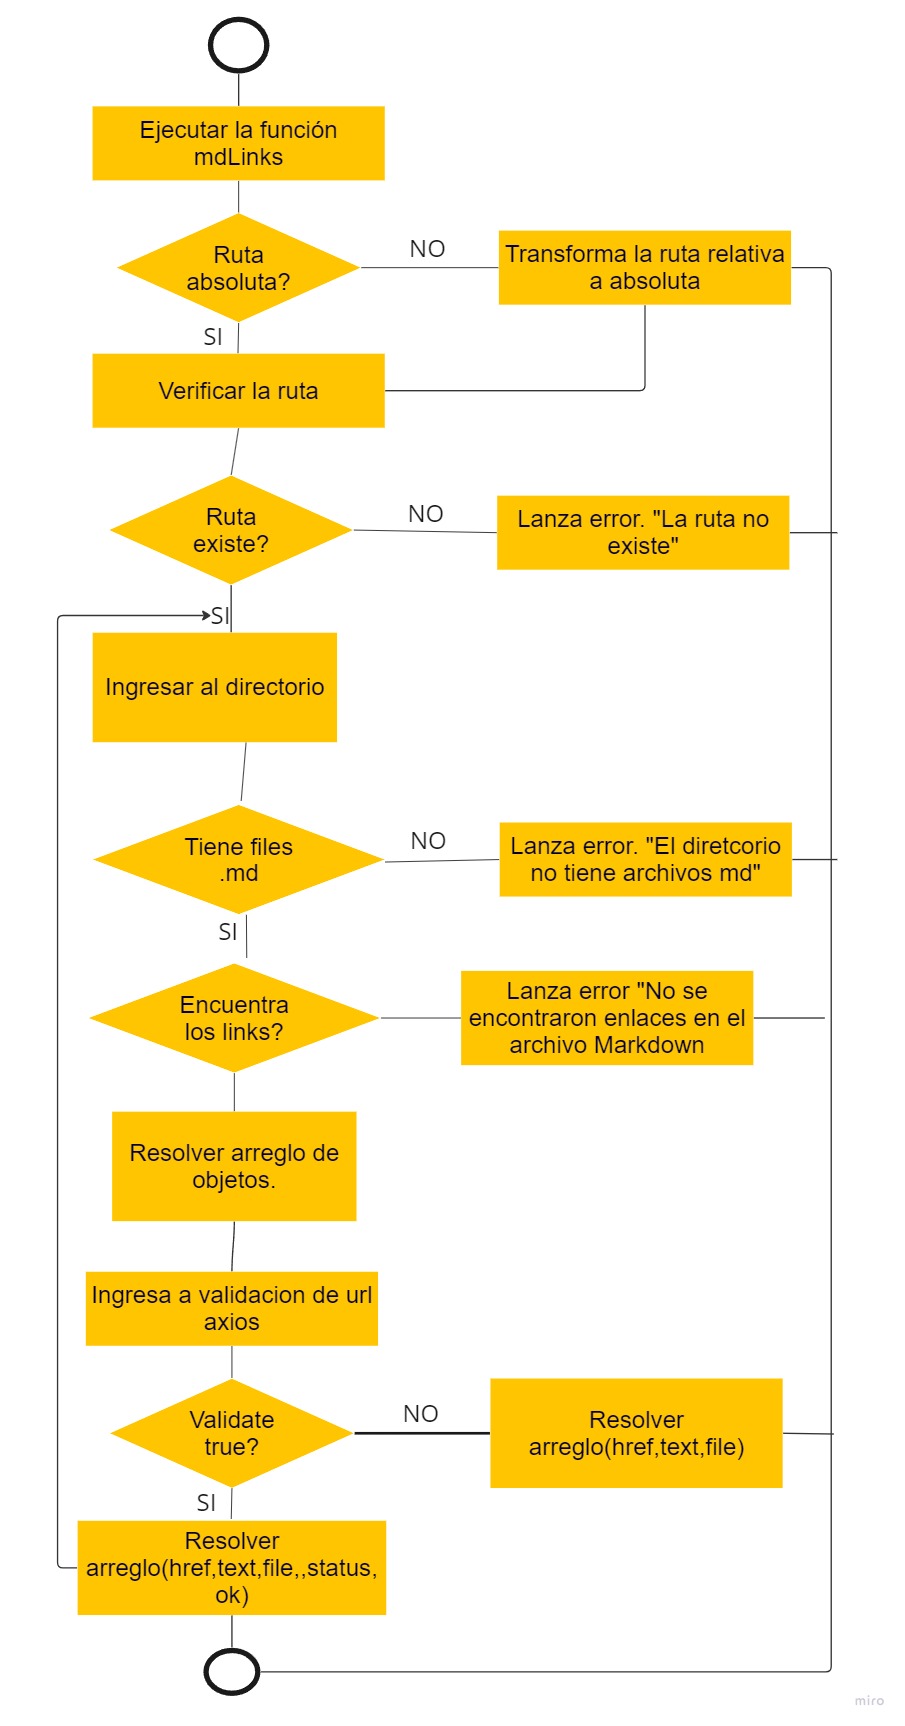 Ejecutar la función
mdLinks
Ruta
absoluta?
NO
Transforma la ruta relativa
a absoluta
SI
Verificar la ruta
Ruta
existe?
NO
Lanza error. "La ruta no
existe"
SI
Ingresar al directorio
Tiene files
.md
NO
Lanza error. "El diretcorio
no tiene archivos md"
SI
Encuentra
los links?
Lanza error "No se
encontraron enlaces en el
archivo Markdown
Resolver arreglo de
objetos.
Ingresa a validacion de url
axios
Validate
true?
NO
Resolver
arreglo(href,text,file)
SI
Resolver
arreglo(href,text,file,,status,
ok)
miro